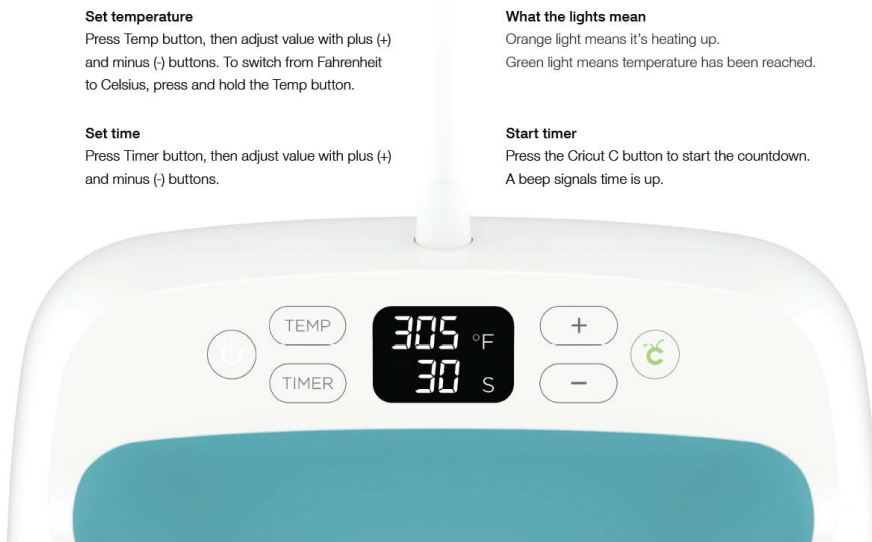 Set temperature
Press Temp button, then adjust value with plus (+)
and minus (-) buttons. To switch from Fahrenheit
to Celsius, press and hold the Temp button.
What the lights mean
Orange light means it’s heating up.
Green light means temperature has been reached.
Set time
Press Timer button, then adjust value with plus (+)
and minus (-) buttons.
Start timer
Press the Cricut C button to start the countdown.
A beep signals time is up.
TEMP
305 °F
+
C
TIMER
30 S
−